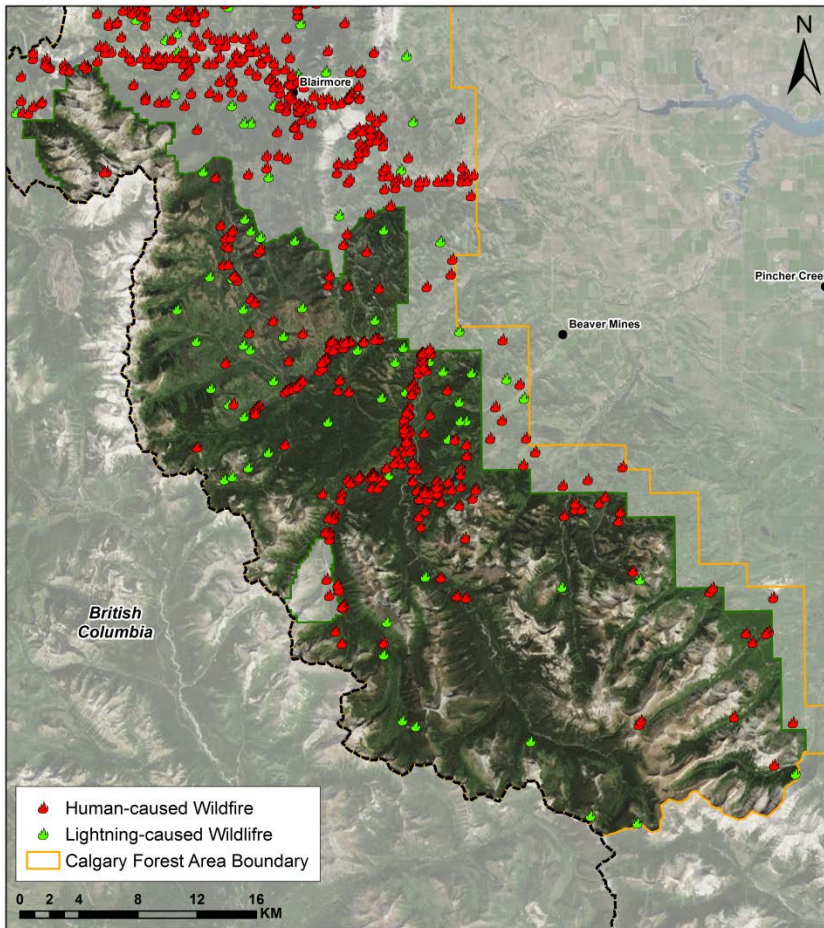 N
Blairmore
Pincher Cree
Beaver Mines
British
Columbia
Human-caused Wildfire
Lightning-caused Wildlifre
Calgary Forest Area Boundary
0 2 4 8 12 16
KM